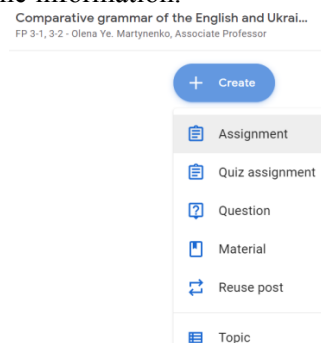 information.
Comparative grammar of the English and Ukrai...
FP 3-1, 3-2 - Olena Ye. Martynenko, Associate Professor
+ Create
Assignment
Quiz assignment
Question
Material
Reuse post
Topic